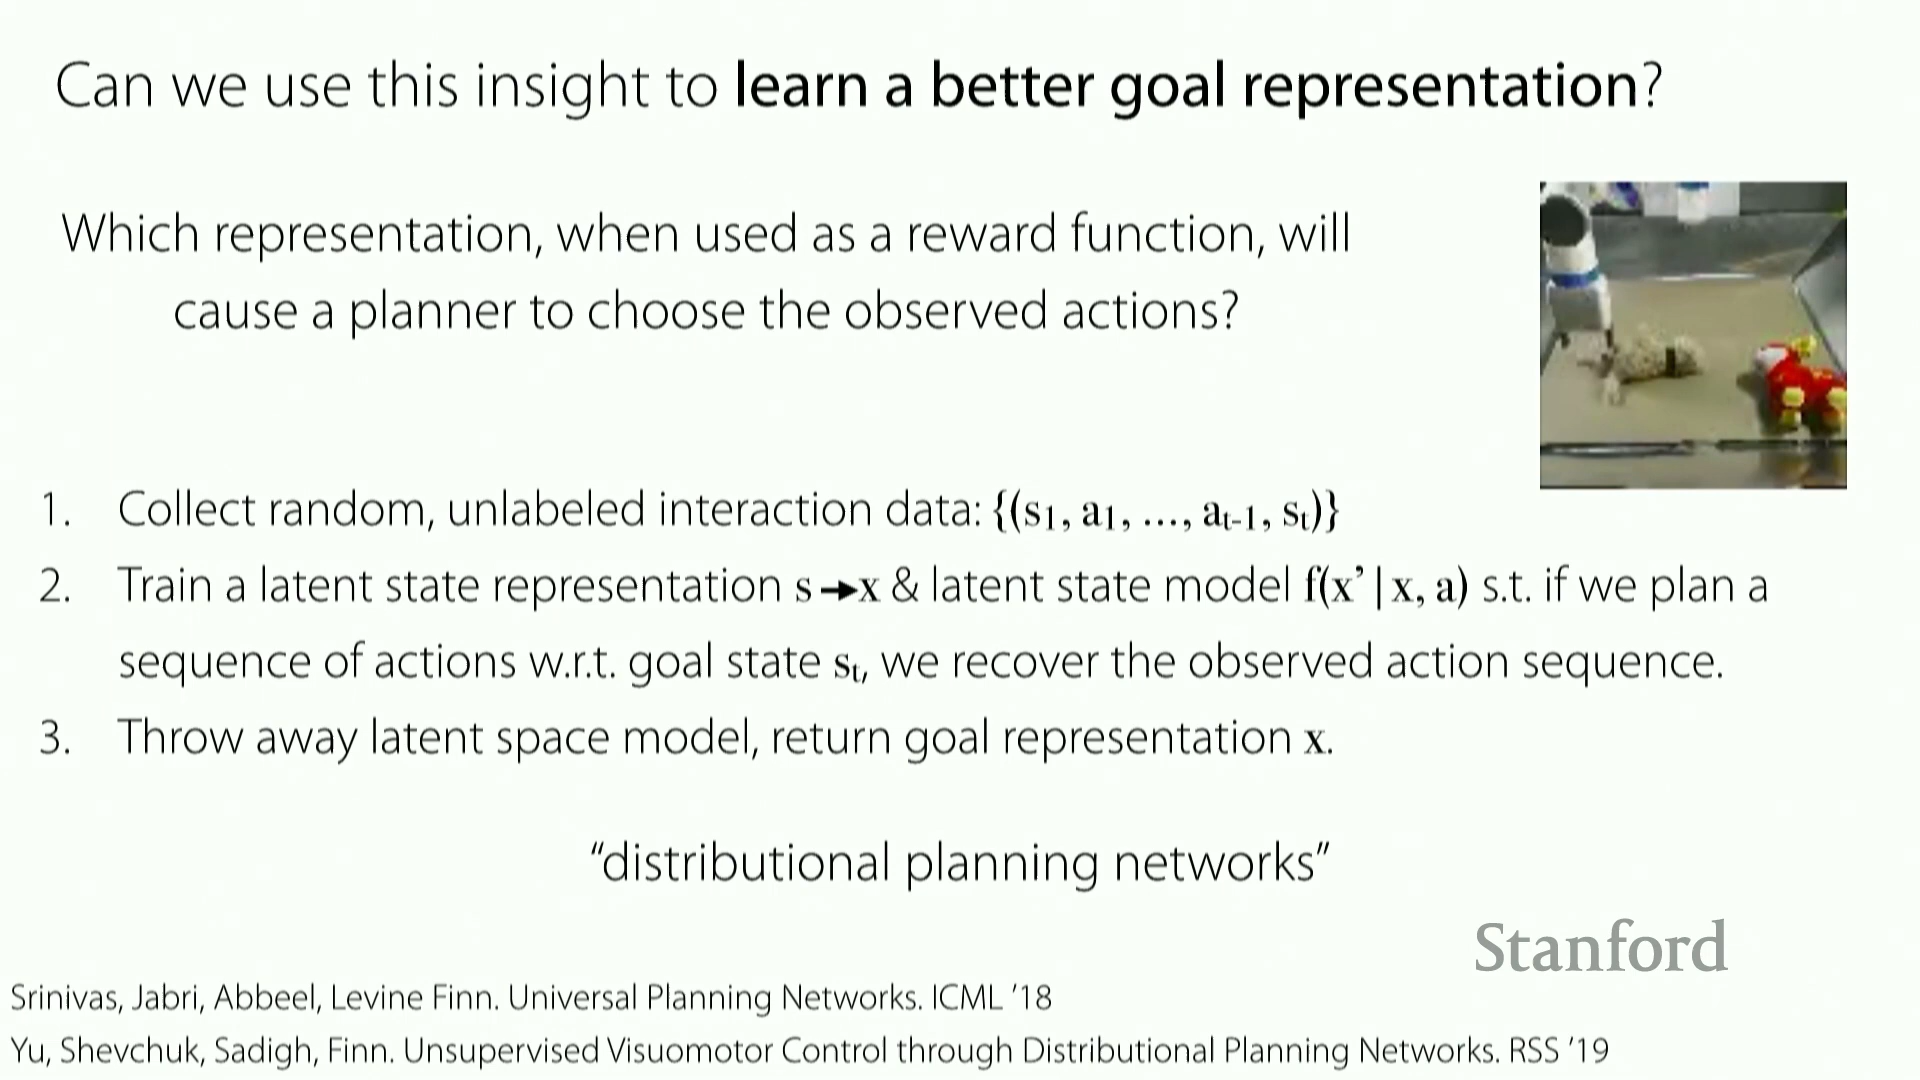 Can we use this insight to learn a better goal representation?
Which representation, when used as a reward function, will
cause a planner to choose the observed actions?
1. Collect random, unlabeled interaction data: {(s1, a1, ..., at-1, st)}
2. Train a latent state representation s→x & latent state model f(x’ | x, a) s.t. if we plan a
sequence of actions w.r.t. goal state st, we recover the observed action sequence.
3. Throw away latent space model, return goal representation x.
“distributional planning networks”
Stanford
Srinivas, Jabri, Abbeel, Levine Finn. Universal Planning Networks. ICML ’18
Yu, Shevchuk, Sadigh, Finn. Unsupervised Visuomotor Control through Distributional Planning Networks. RSS ’19